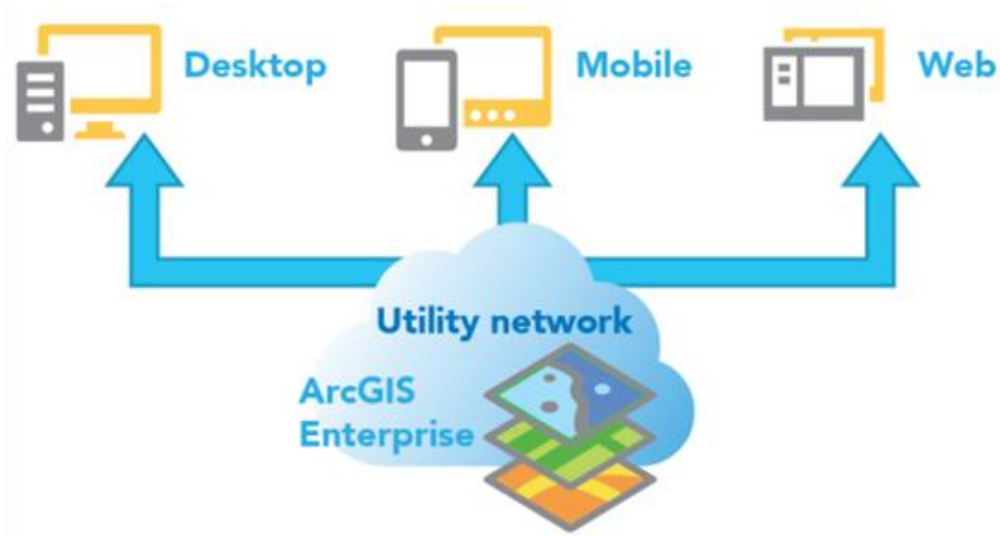 Desktop
Mobile
Web
Utility network
ArcGIS
Enterprise